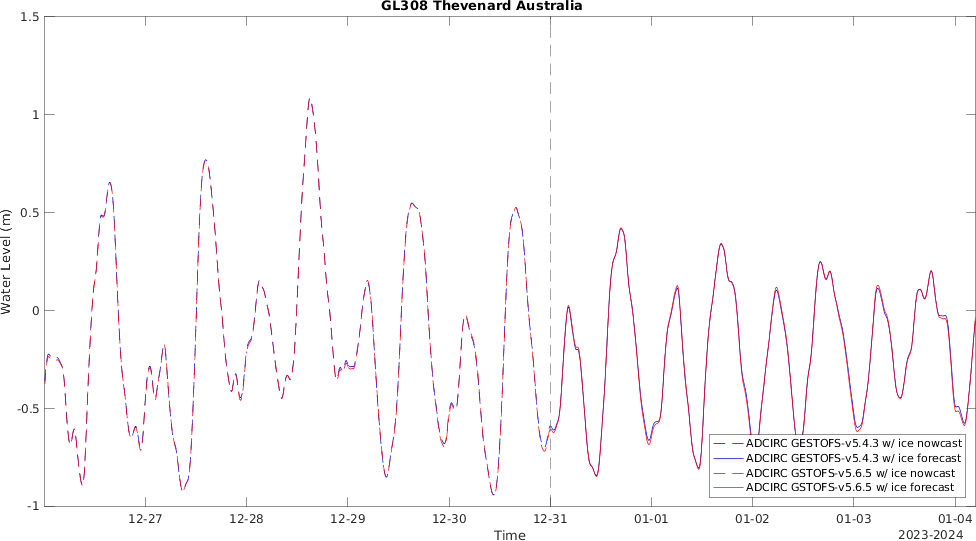 GL308 Thevenard Australia
1.5
1
0.5
0
-0.5
-1
Water Level (m)
ADCIRC GESTOFS-v5.4.3 w/ ice nowcast
ADCIRC GESTOFS-v5.4.3 w/ ice forecast
ADCIRC GSTOFS-v5.6.5 w/ ice nowcast
ADCIRC GSTOFS-v5.6.5 w/ ice forecast
12-27 12-28 12-29 12-30 12-31 01-01 01-02 01-03 01-04
Time
2023-2024